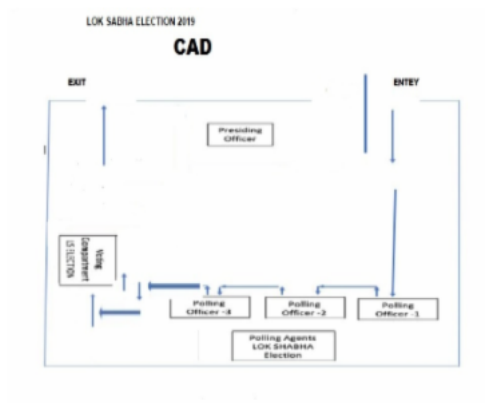 LOK SABHA ELECTION 2019
CAD
EXIT
ENTEY
Presiding
Officer
Voting
Compartment
LS ELECTION
Polling
Officer -3
Polling
Officer -2
Polling
Officer -1
Polling Agents
LOK SHABHA
Election